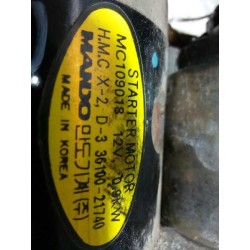 STARTER MOTOR
MC109018 12V, 0.9KW
H.M.C X-2, D-3 36100-21740
MANDO 만도기계(주)
MADE IN KOREA